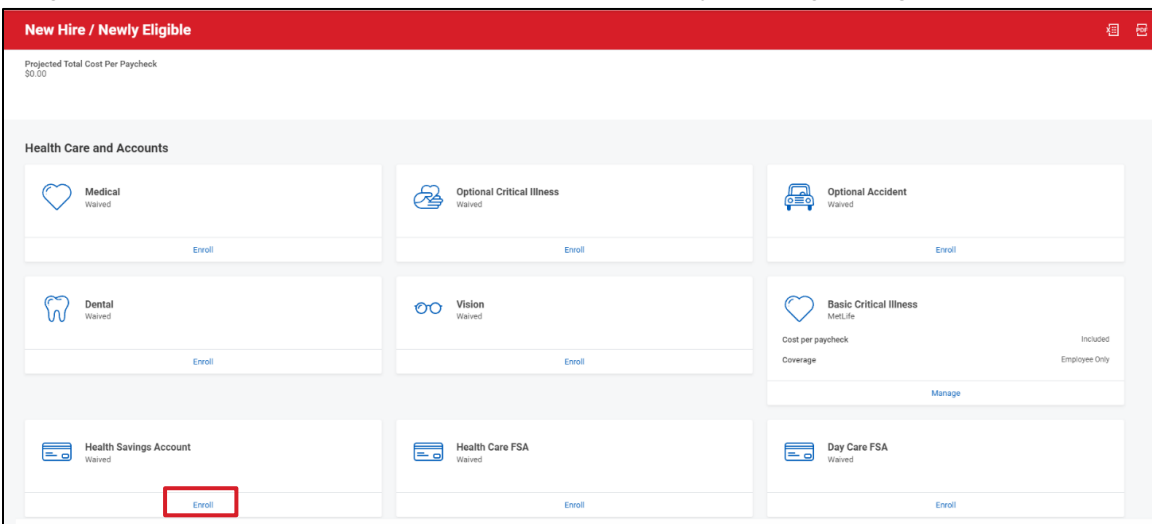 New Hire / Newly Eligible
PDF
Projected Total Cost Per Paycheck
$0.00
Health Care and Accounts
Medical
Waived
Enroll
Optional Critical Illness
Waived
Enroll
Optional Accident
Waived
Enroll
Dental
Waived
Enroll
Vision
Waived
Enroll
Basic Critical Illness
MetLife
Cost per paycheck Included
Coverage Employee Only
Manage
Health Savings Account
Waived
Enroll
Health Care FSA
Waived
Enroll
Day Care FSA
Waived
Enroll